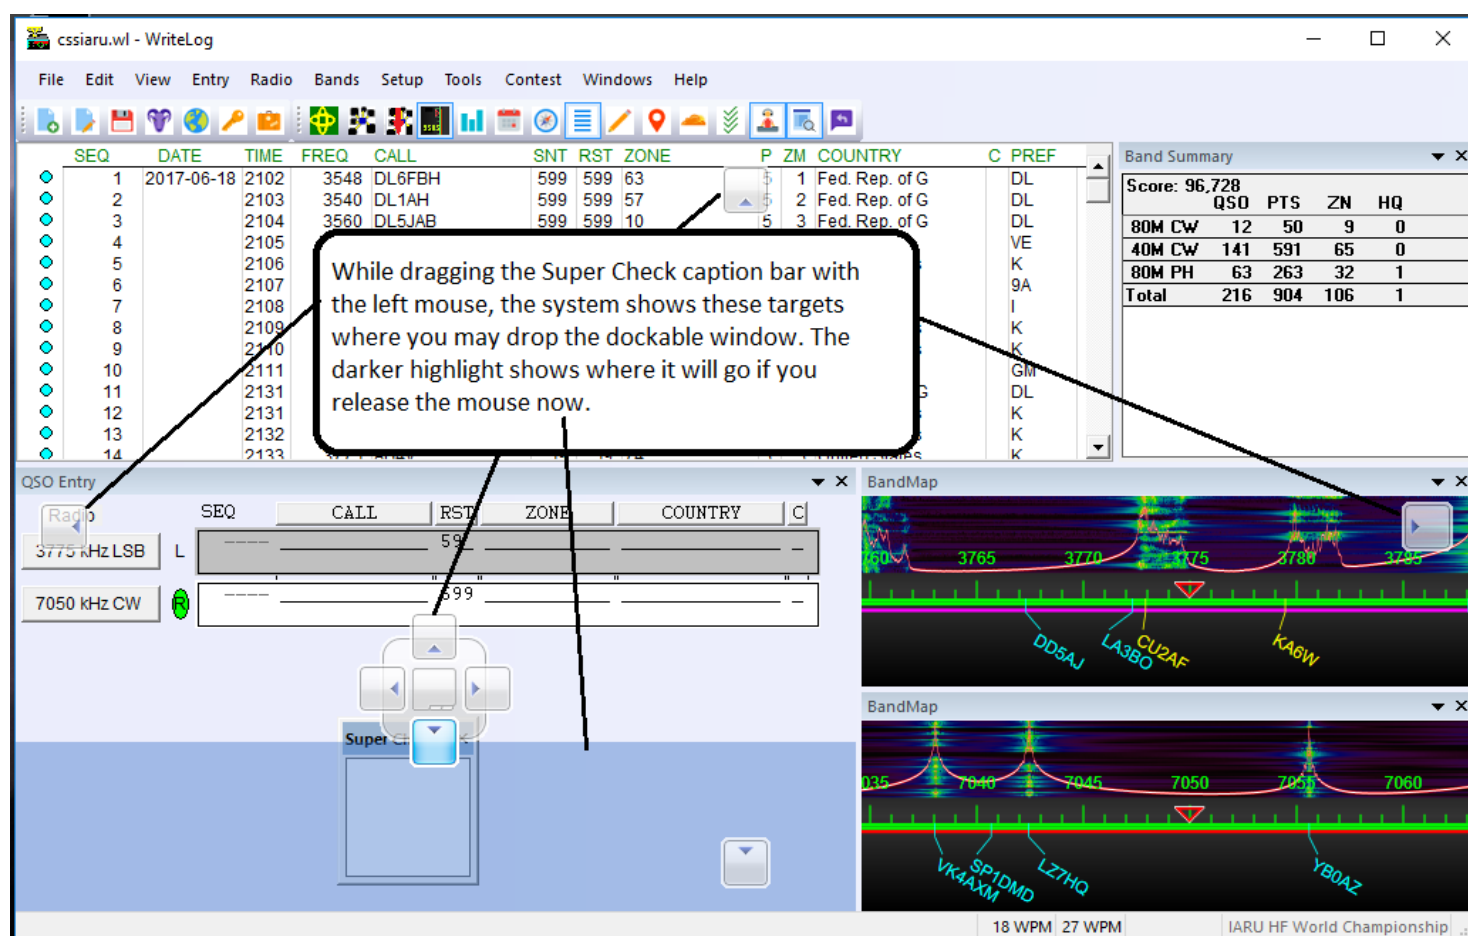 cssiaru.wl - WriteLog
File Edit View Entry Radio Bands Setup Tools Contest Windows Help
SEQ DATE TIME FREQ CALL SNT RST ZONE P ZM COUNTRY C PREF
1 2017-06-18 2102 3548 DL6FBH 599 599 63 5 1 Fed. Rep. of G DL
2 2103 3540 DL1AH 599 599 57 5 2 Fed. Rep. of G DL
3 2104 3560 DL5JAB 599 599 10 5 3 Fed. Rep. of G DL
4 2105 VE
5 2106 K
6 2107 9A
7 2108 I
8 2109 K
9 2110 K
10 2111 GM
11 2131 DL
12 2131 K
13 2132 K
14 2133 K
While dragging the Super Check caption bar with
the left mouse, the system shows these targets
where you may drop the dockable window. The
darker highlight shows where it will go if you
release the mouse now.
Band Summary
Score: 96,728
QSO PTS ZN HQ
80M CW 12 50 9 0
40M CW 141 591 65 0
80M PH 63 263 32 1
Total 216 904 106 1
QSO Entry
Radio SEQ CALL RST ZONE COUNTRY C
3775 kHz LSB L ----
7050 kHz CW R ---- 599
Super
BandMap
3765 3770 3775 3780 3785
DD5AJ LA3BO CU2AF KA6W
BandMap
7040 7045 7050 7055 7060
VK4AXM SP1DMD LZ7HQ YB0AZ
18 WPM 27 WPM IARU HF World Championship